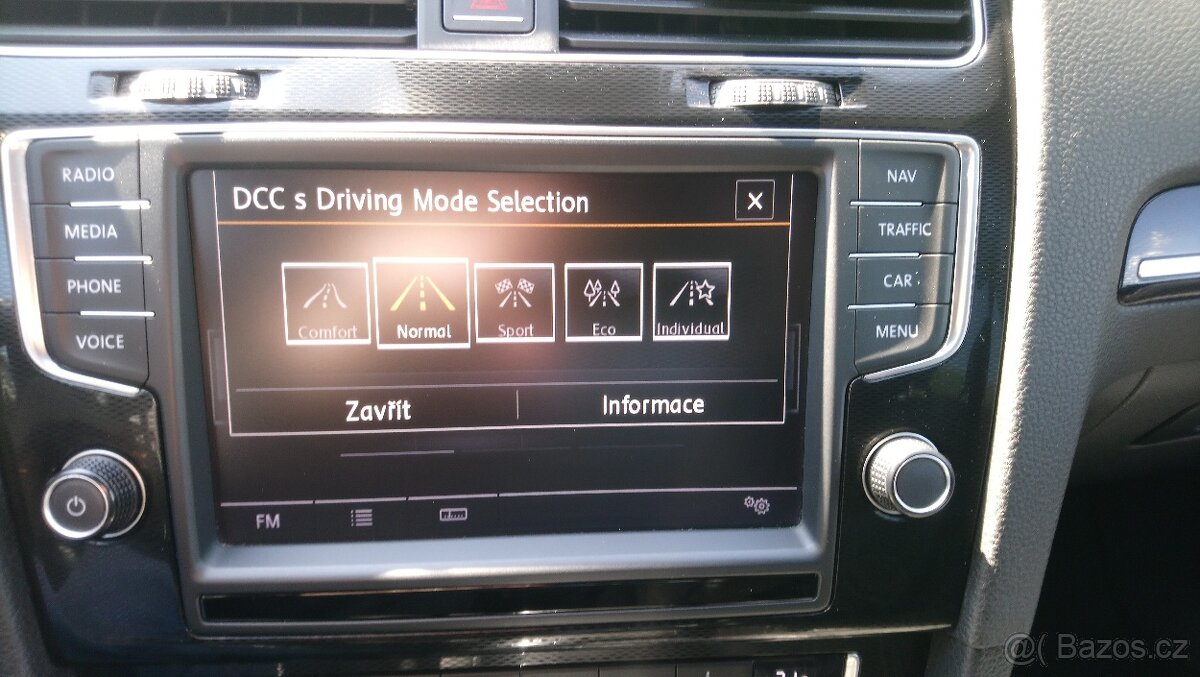 RADIO
MEDIA
PHONE
VOICE
DCC s Driving Mode Selection
X
Comfort
Normal
Sport
Eco
Individual
Zavřít
Informace
FM
NAV
TRAFFIC
CAR
MENU
@( Bazos.cz